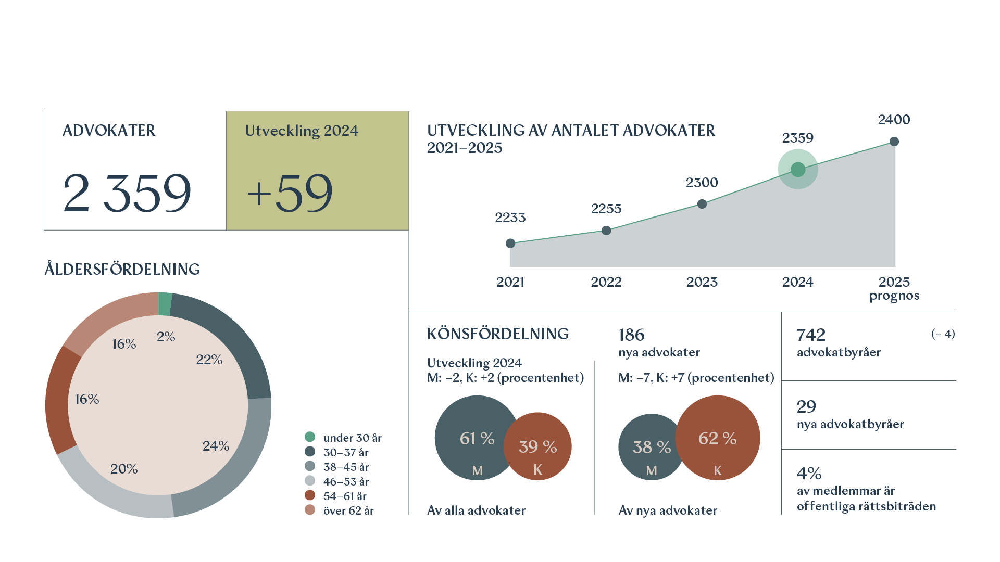 ADVOKATER
2 359
Utveckling 2024
+59
ÅLDERSFÖRDELNING
2%
22%
24%
20%
16%
16%
under 30 år
30–37 år
38–45 år
46–53 år
54–61 år
över 62 år
UTVECKLING AV ANTALET ADVOKATER
2021–2025
2233
2255
2300
2359
2400
2021
2022
2023
2024
2025
prognos
KÖNSFÖRDELNING
Utveckling 2024
M: –2, K: +2 (procentenhet)
61 %
M
39 %
K
Av alla advokater
186
nya advokater
M: –7, K: +7 (procentenhet)
38 %
M
62 %
K
Av nya advokater
742 (– 4)
advokatbyråer
29
nya advokatbyråer
4%
av medlemmar är
offentliga rättsbiträden